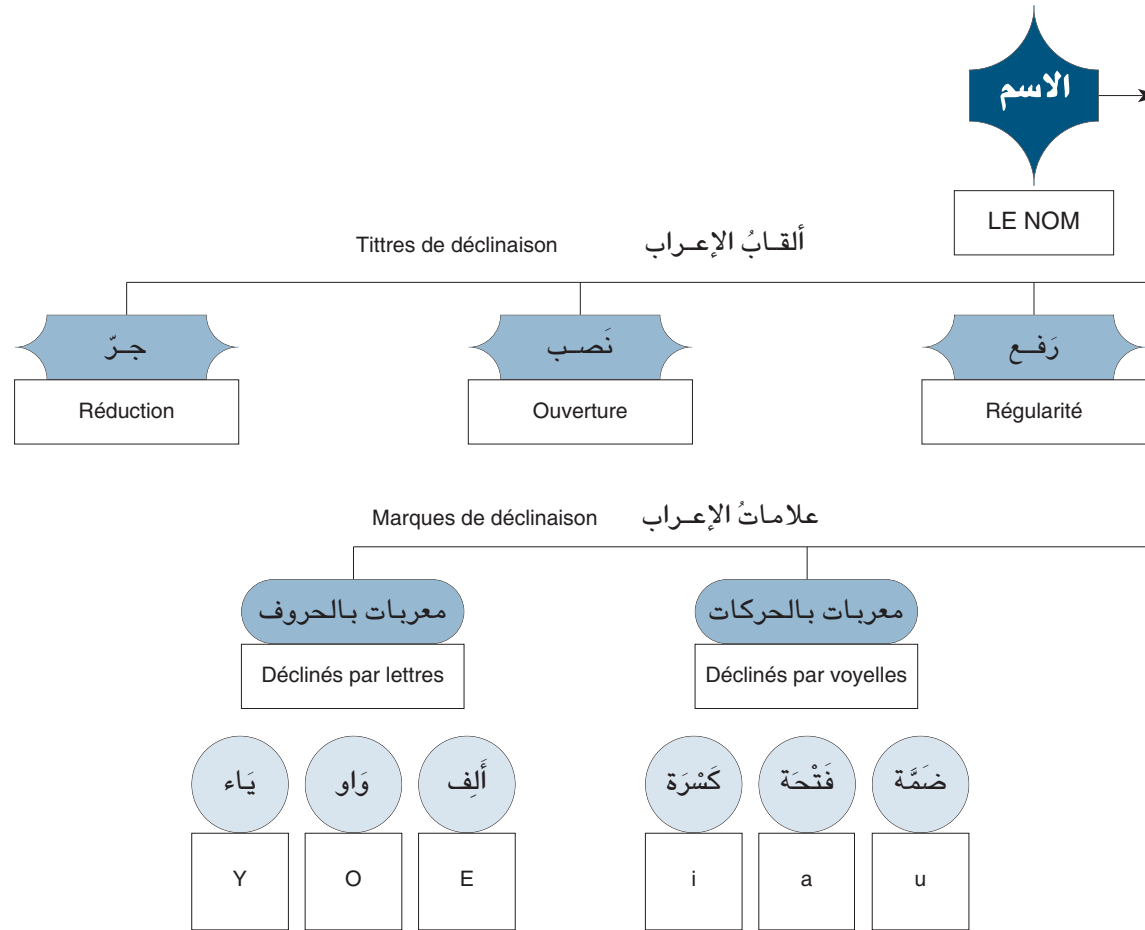 الاسم
LE NOM
Tittres de déclinaison ألقـابُ الإعـراب
جـرّ نَصـب رَفـع
Réduction Ouverture Régularité
Marques de déclinaison علامـاتُ الإعـراب
معربـات بـالحروف معربـات بـالحركات
Déclinés par lettres Déclinés par voyelles
يَـاء وَاو أَلِف كَسْرَة فَتْحَة ضَمَّة
Y O E i a u